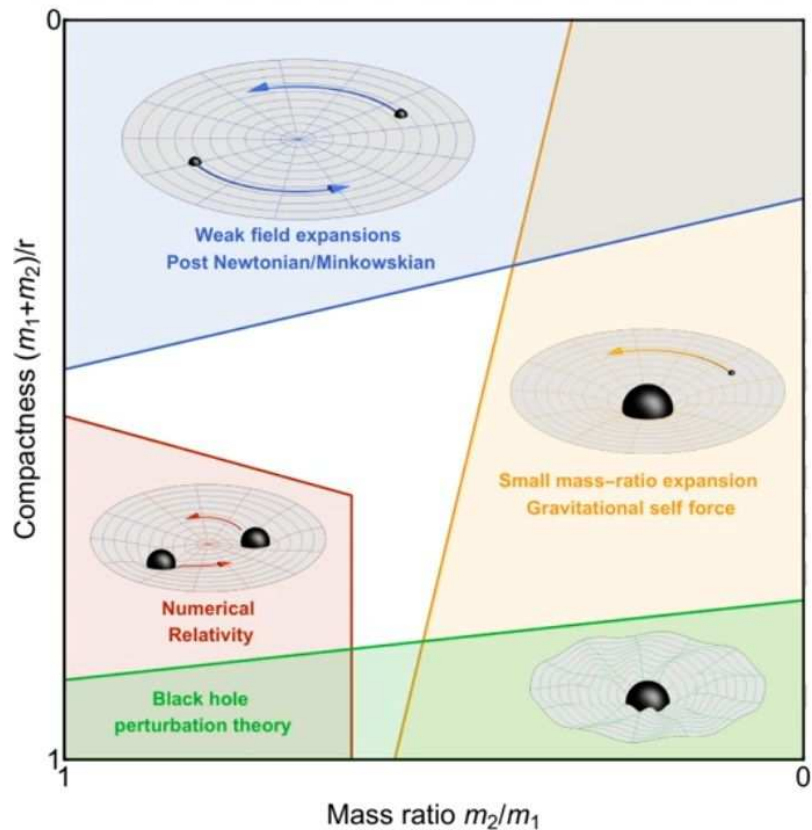 0
Weak field expansions
Post Newtonian/Minkowskian
Compactness (m₁+m₂)/r
Small mass–ratio expansion
Gravitational self force
Numerical
Relativity
Black hole
perturbation theory
1
1
0
Mass ratio m₂/m₁